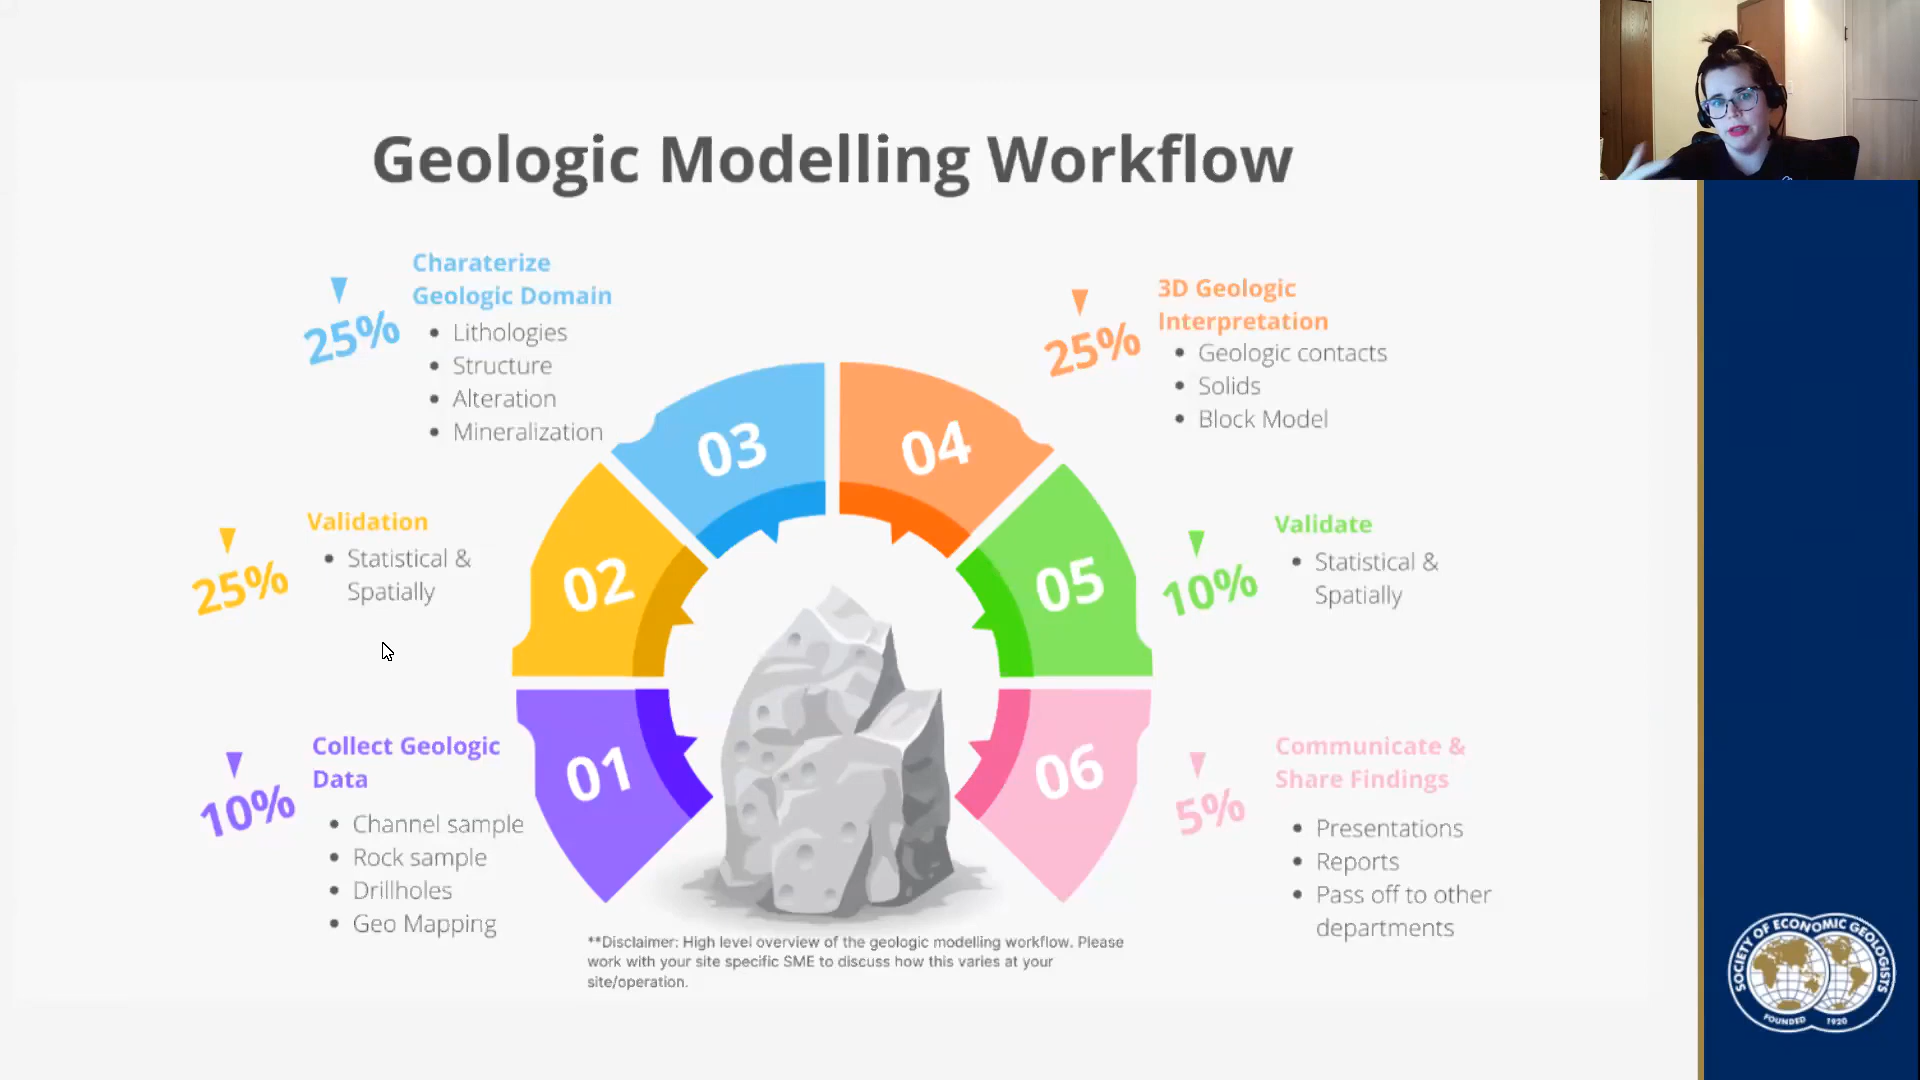 Geologic Modelling Workflow
Charaterize
Geologic Domain
25%
Lithologies
Structure
Alteration
Mineralization
3D Geologic
Interpretation
25%
Geologic contacts
Solids
Block Model
03
04
Validation
25%
Statistical &
Spatially
02
05
Validate
10%
Statistical &
Spatially
Collect Geologic
Data
10%
Channel sample
Rock sample
Drillholes
Geo Mapping
01
06
Communicate &
Share Findings
5%
Presentations
Reports
Pass off to other
departments
**Disclaimer: High level overview of the geologic modelling workflow. Please
work with your site specific SME to discuss how this varies at your
site/operation.
SOCIETY OF ECONOMIC GEOLOGISTS
FOUNDED 1920